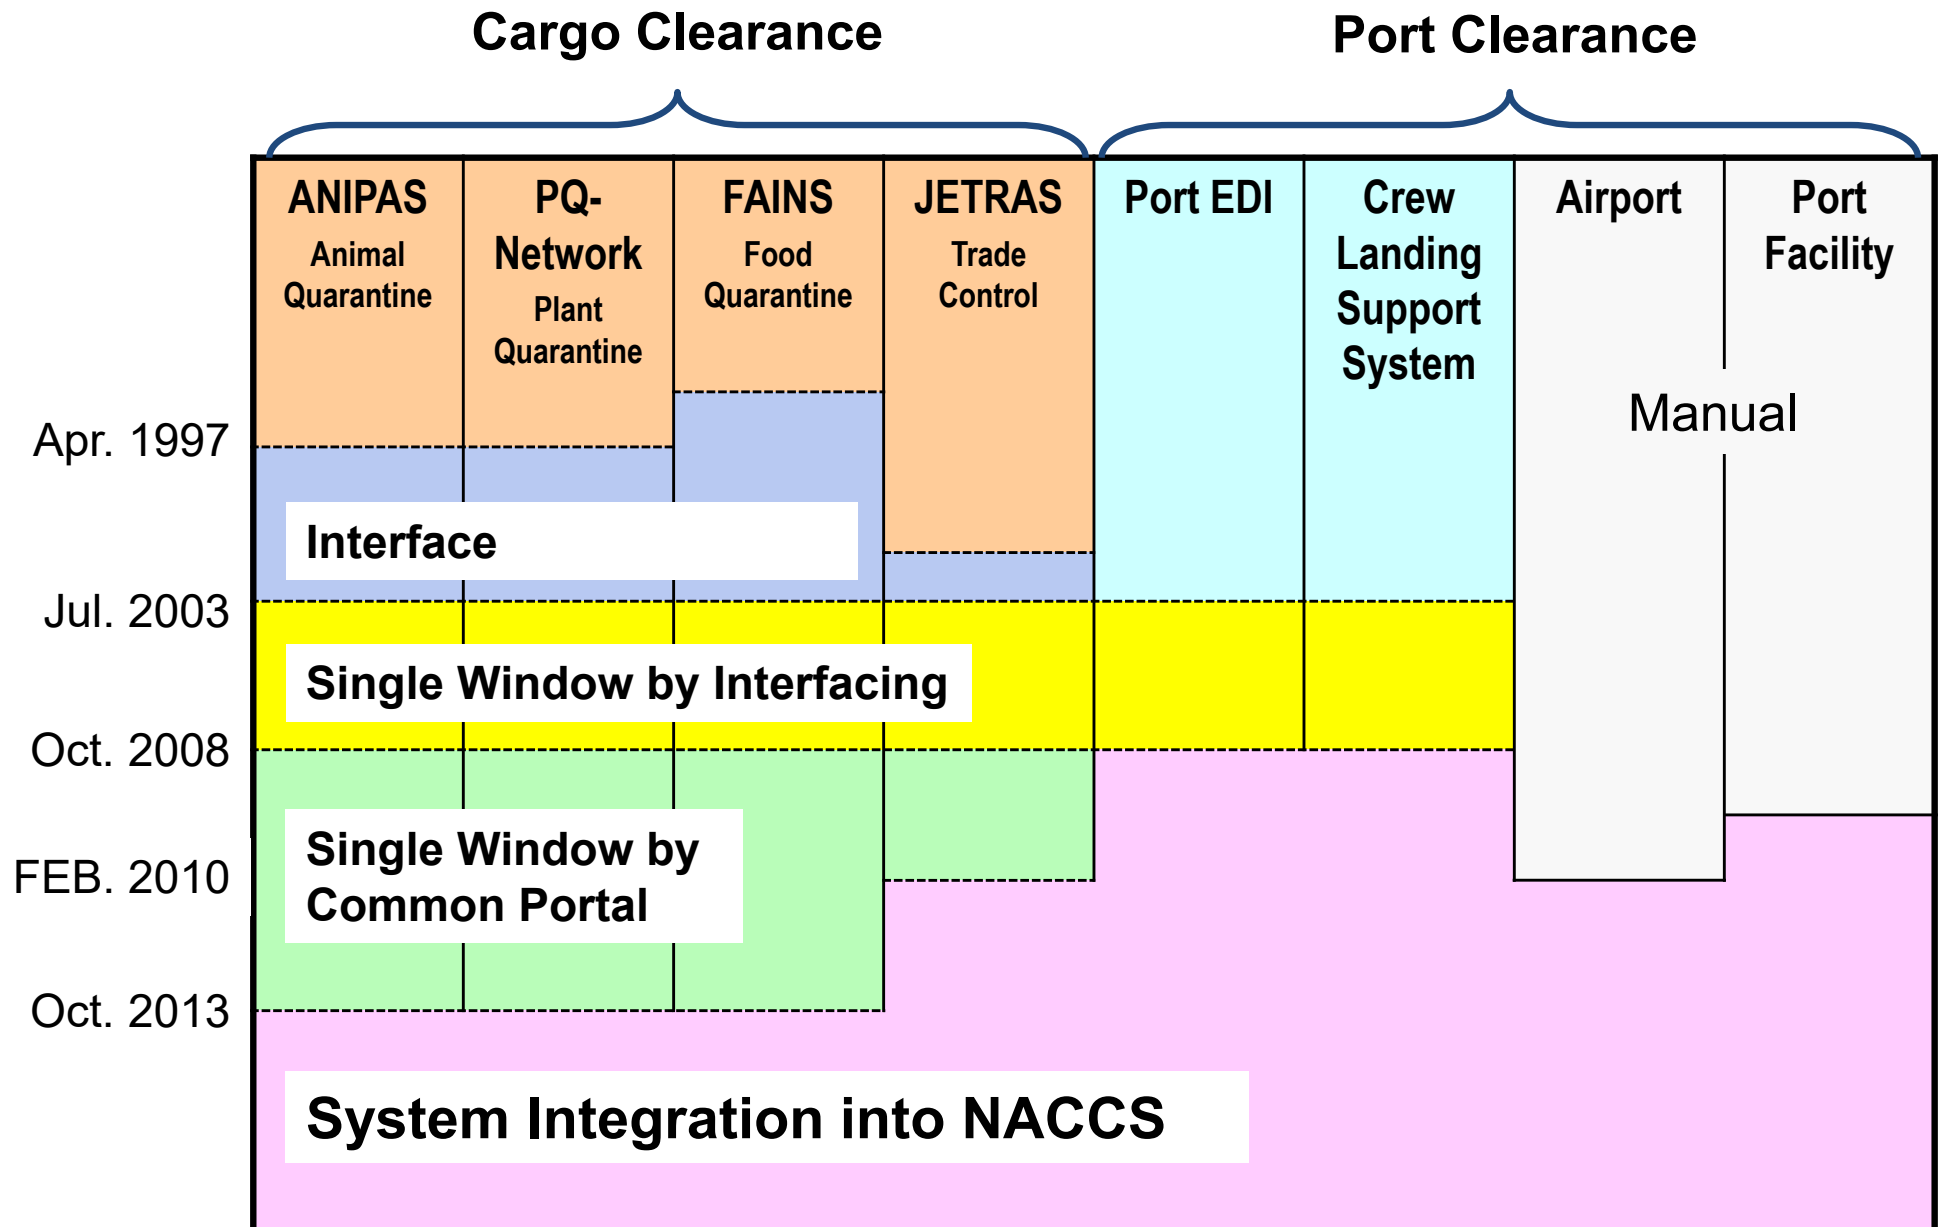 Cargo Clearance
Port Clearance
ANIPAS
Animal
Quarantine
PQ-
Network
Plant
Quarantine
FAINS
Food
Quarantine
JETRAS
Trade
Control
Port EDI
Crew
Landing
Support
System
Airport
Port
Facility
Manual
Apr. 1997
Interface
Jul. 2003
Single Window by Interfacing
Oct. 2008
Single Window by
Common Portal
FEB. 2010
Oct. 2013
System Integration into NACCS